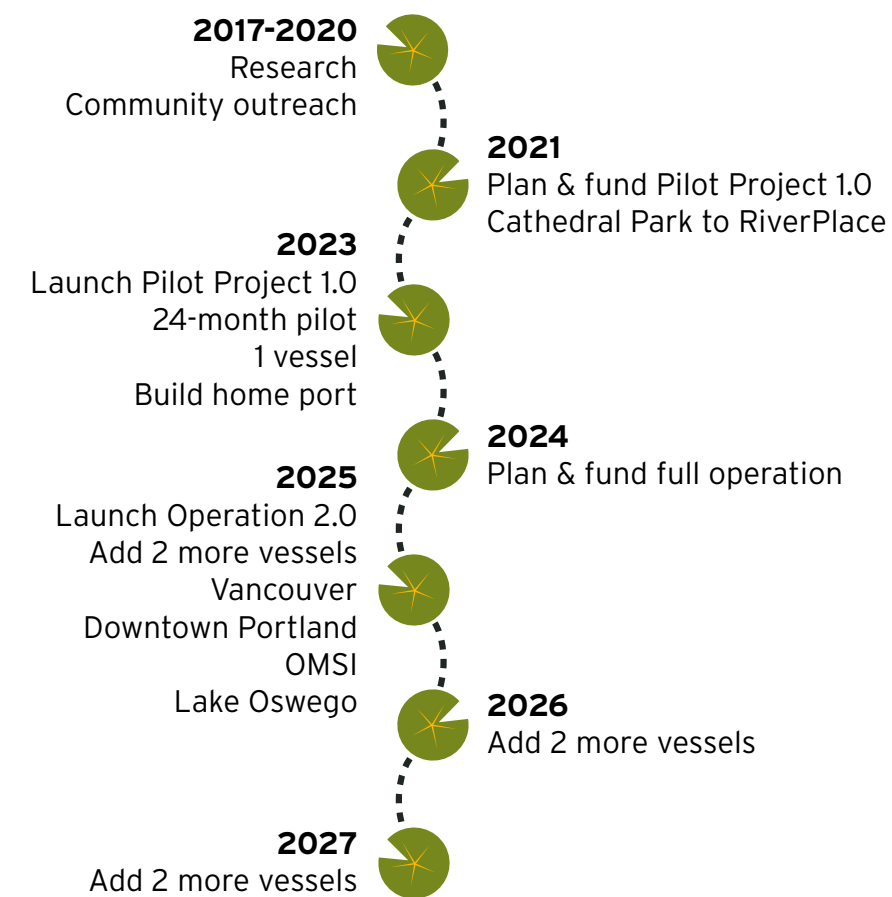 2017-2020
Research
Community outreach
2021
Plan & fund Pilot Project 1.0
Cathedral Park to RiverPlace
2023
Launch Pilot Project 1.0
24-month pilot
1 vessel
Build home port
2024
Plan & fund full operation
2025
Launch Operation 2.0
Add 2 more vessels
Vancouver
Downtown Portland
OMSI
Lake Oswego
2026
Add 2 more vessels
2027
Add 2 more vessels